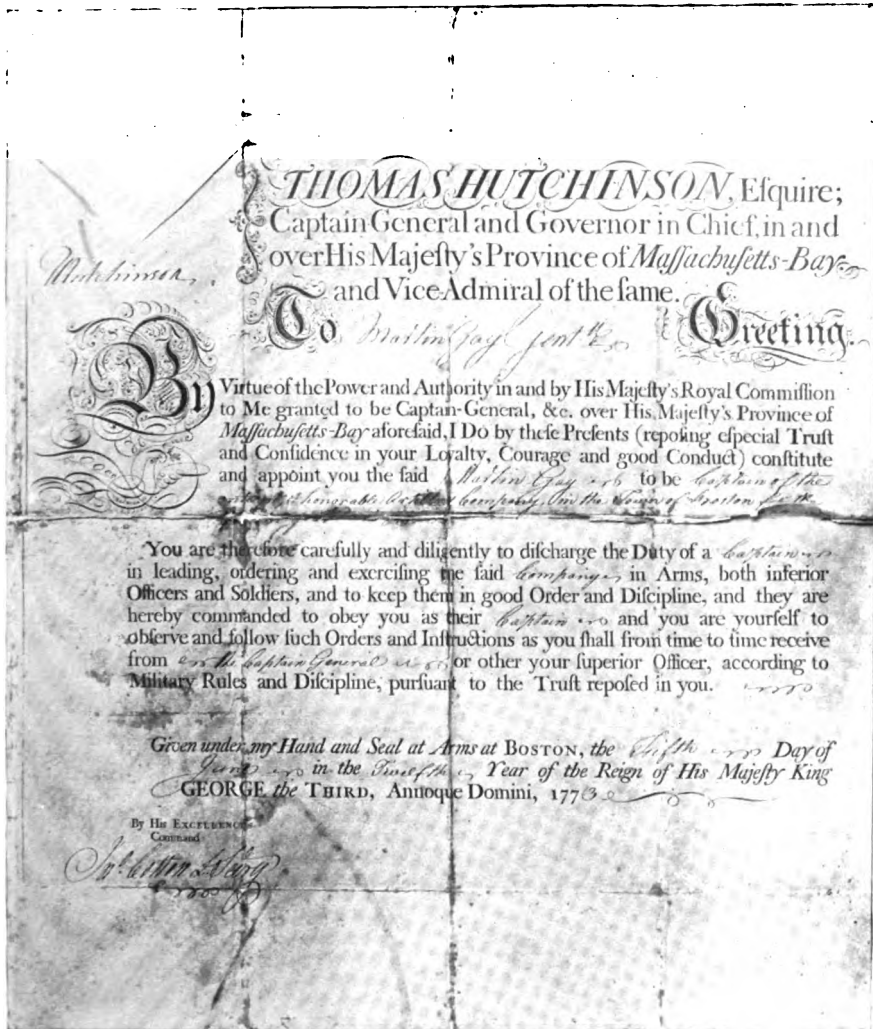 THOMAS HUTCHINSON, Eſquire;
Captain General and Governor in Chief, in and
over His Majeſty's Province of Maſſachuſetts-Bay
Hutchinson,
and Vice-Admiral of the ſame.
To Martin Gay Gentⁿ Greeting.
By Virtue of the Power and Authority in and by His Majeſty's Royal Commiſſion
to Me granted to be Captain-General, &c. over His Majeſty's Province of
Maſſachuſetts-Bay aforeſaid, I Do by theſe Preſents (repoſing eſpecial Truſt
and Confidence in your Loyalty, Courage and good Conduct) conſtitute
and appoint you the ſaid Martin Gay to be Captain of the
honorable Company in the Town of Boston
You are therefore carefully and diligently to diſcharge the Duty of a Captain
in leading, ordering and exerciſing the ſaid Company in Arms, both inferior
Officers and Soldiers, and to keep them in good Order and Diſcipline, and they are
hereby commanded to obey you as their Captain and you are yourſelf to
obſerve and follow ſuch Orders and Inſtructions as you ſhall from time to time receive
from the Captain General or other your ſuperior Officer, according to
Military Rules and Diſcipline, purſuant to the Truſt repoſed in you.
Given under my Hand and Seal at Arms at BOSTON, the Fifth Day of
June in the Twelfth Year of the Reign of His Majeſty King
GEORGE the THIRD, Annoque Domini, 177
By His EXCELLENCY'S
Command
Jnº Cotton D Secry